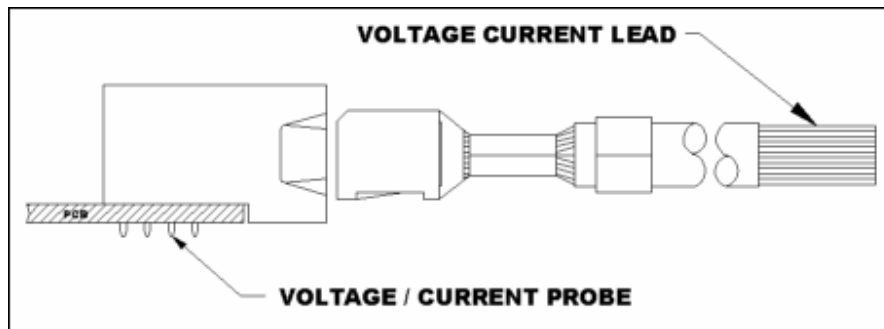 VOLTAGE CURRENT LEAD
PCB
VOLTAGE / CURRENT PROBE